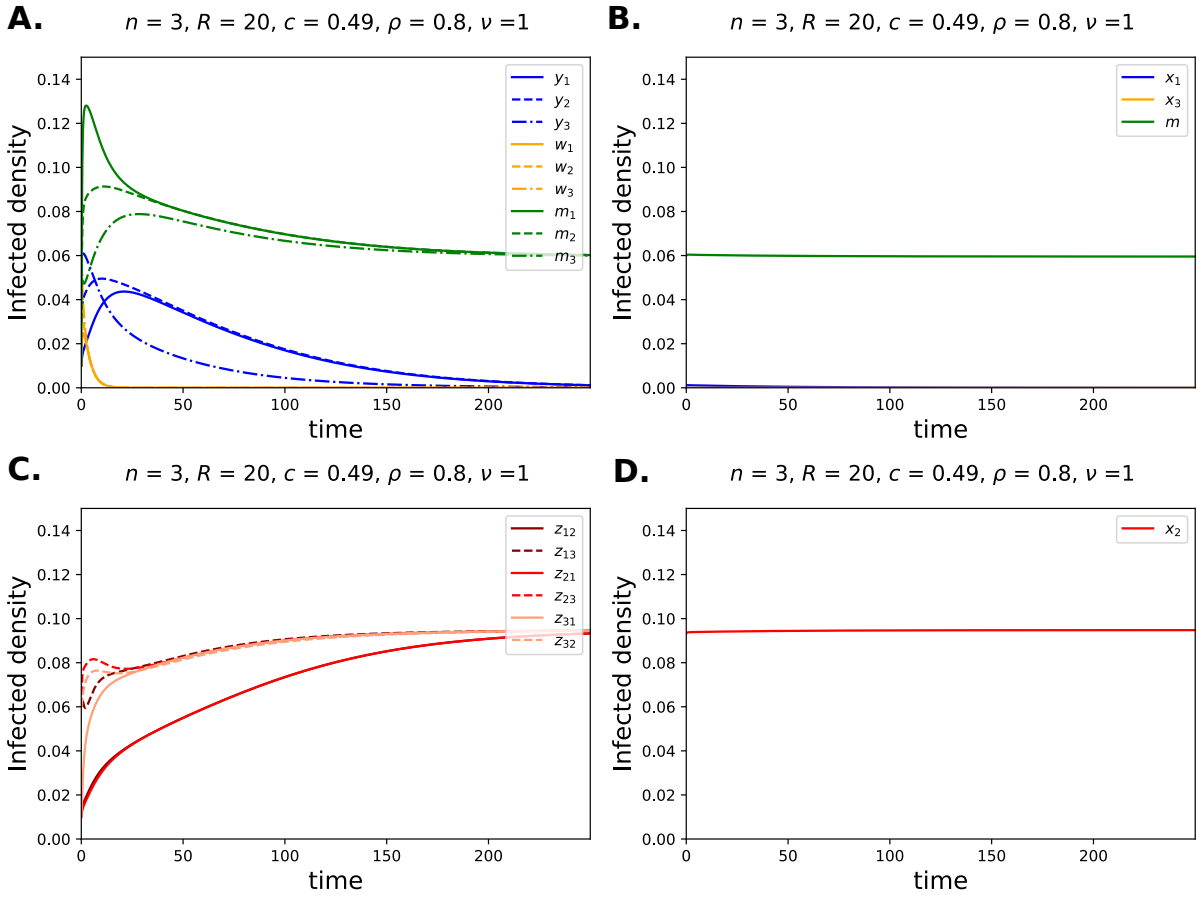 A.
n = 3, R = 20, c = 0.49, ρ = 0.8, ν =1
Infected density
0.14
0.12
0.10
0.08
0.06
0.04
0.02
0.00
y1
y2
y3
w1
w2
w3
m1
m2
m3
0 50 100 150 200
time
B.
n = 3, R = 20, c = 0.49, ρ = 0.8, ν =1
Infected density
0.14
0.12
0.10
0.08
0.06
0.04
0.02
0.00
x1
x3
m
0 50 100 150 200
time
C.
n = 3, R = 20, c = 0.49, ρ = 0.8, ν =1
Infected density
0.14
0.12
0.10
0.08
0.06
0.04
0.02
0.00
z12
z13
z21
z23
z31
z32
0 50 100 150 200
time
D.
n = 3, R = 20, c = 0.49, ρ = 0.8, ν =1
Infected density
0.14
0.12
0.10
0.08
0.06
0.04
0.02
0.00
x2
0 50 100 150 200
time